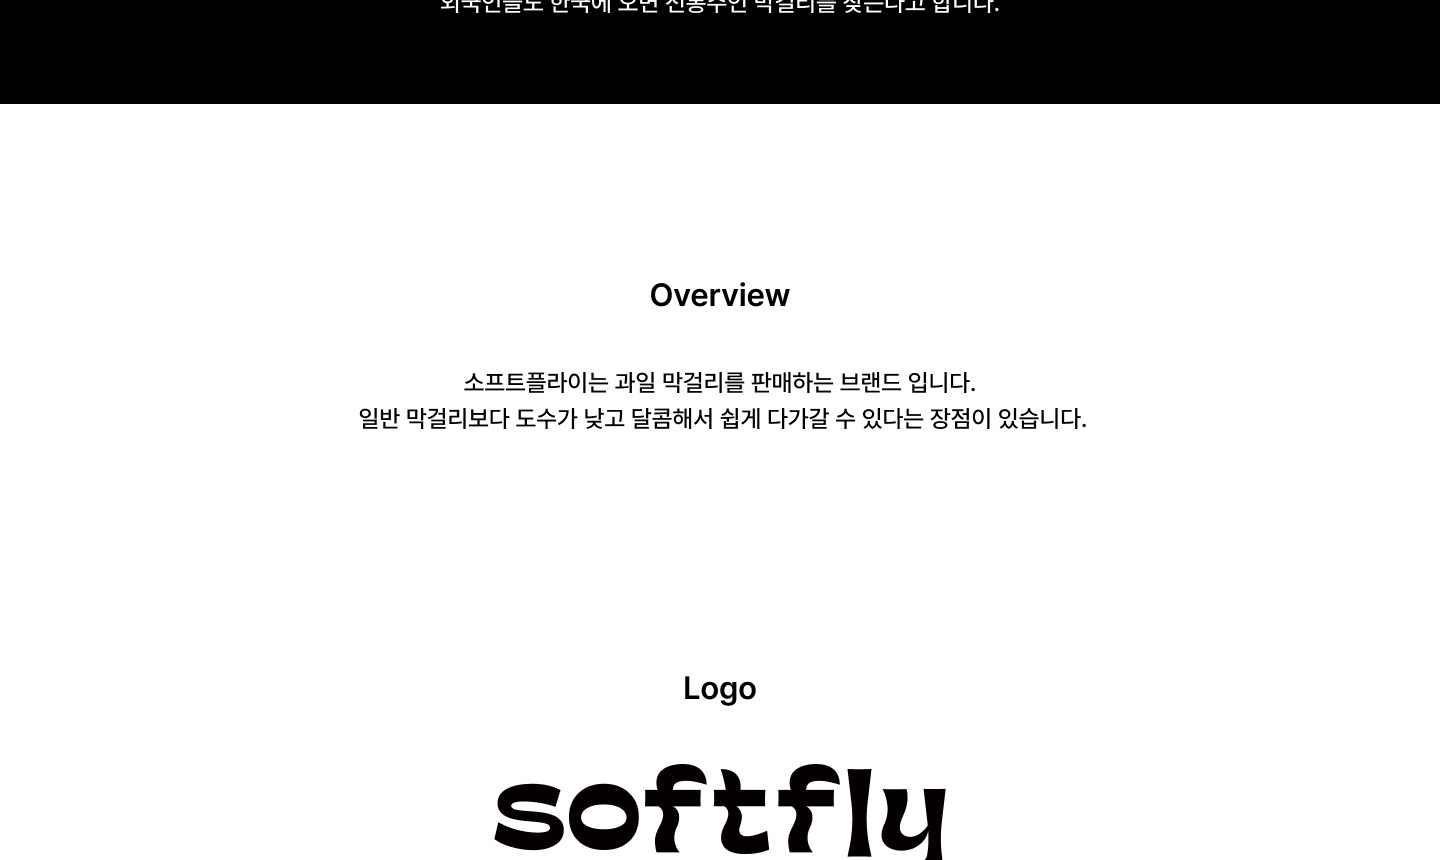 외국인들도 한국에 오면 전통주인 막걸리를 찾는다고 합니다.
Overview
소프트플라이는 과일 막걸리를 판매하는 브랜드 입니다.
일반 막걸리보다 도수가 낮고 달콤해서 쉽게 다가갈 수 있다는 장점이 있습니다.
Logo
softfly